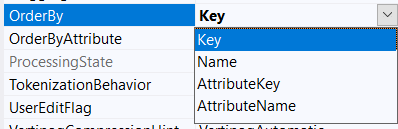 OrderBy Key
OrderByAttribute Key
ProcessingState Name
TokenizationBehavior AttributeKey
UserEditFlag AttributeName